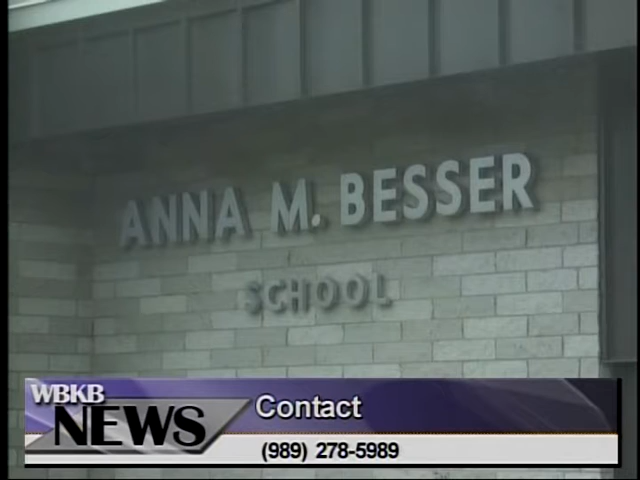 ANNA M. BESSER
SCHOOL
WBKB
NEWS
Contact
(989) 278-5989